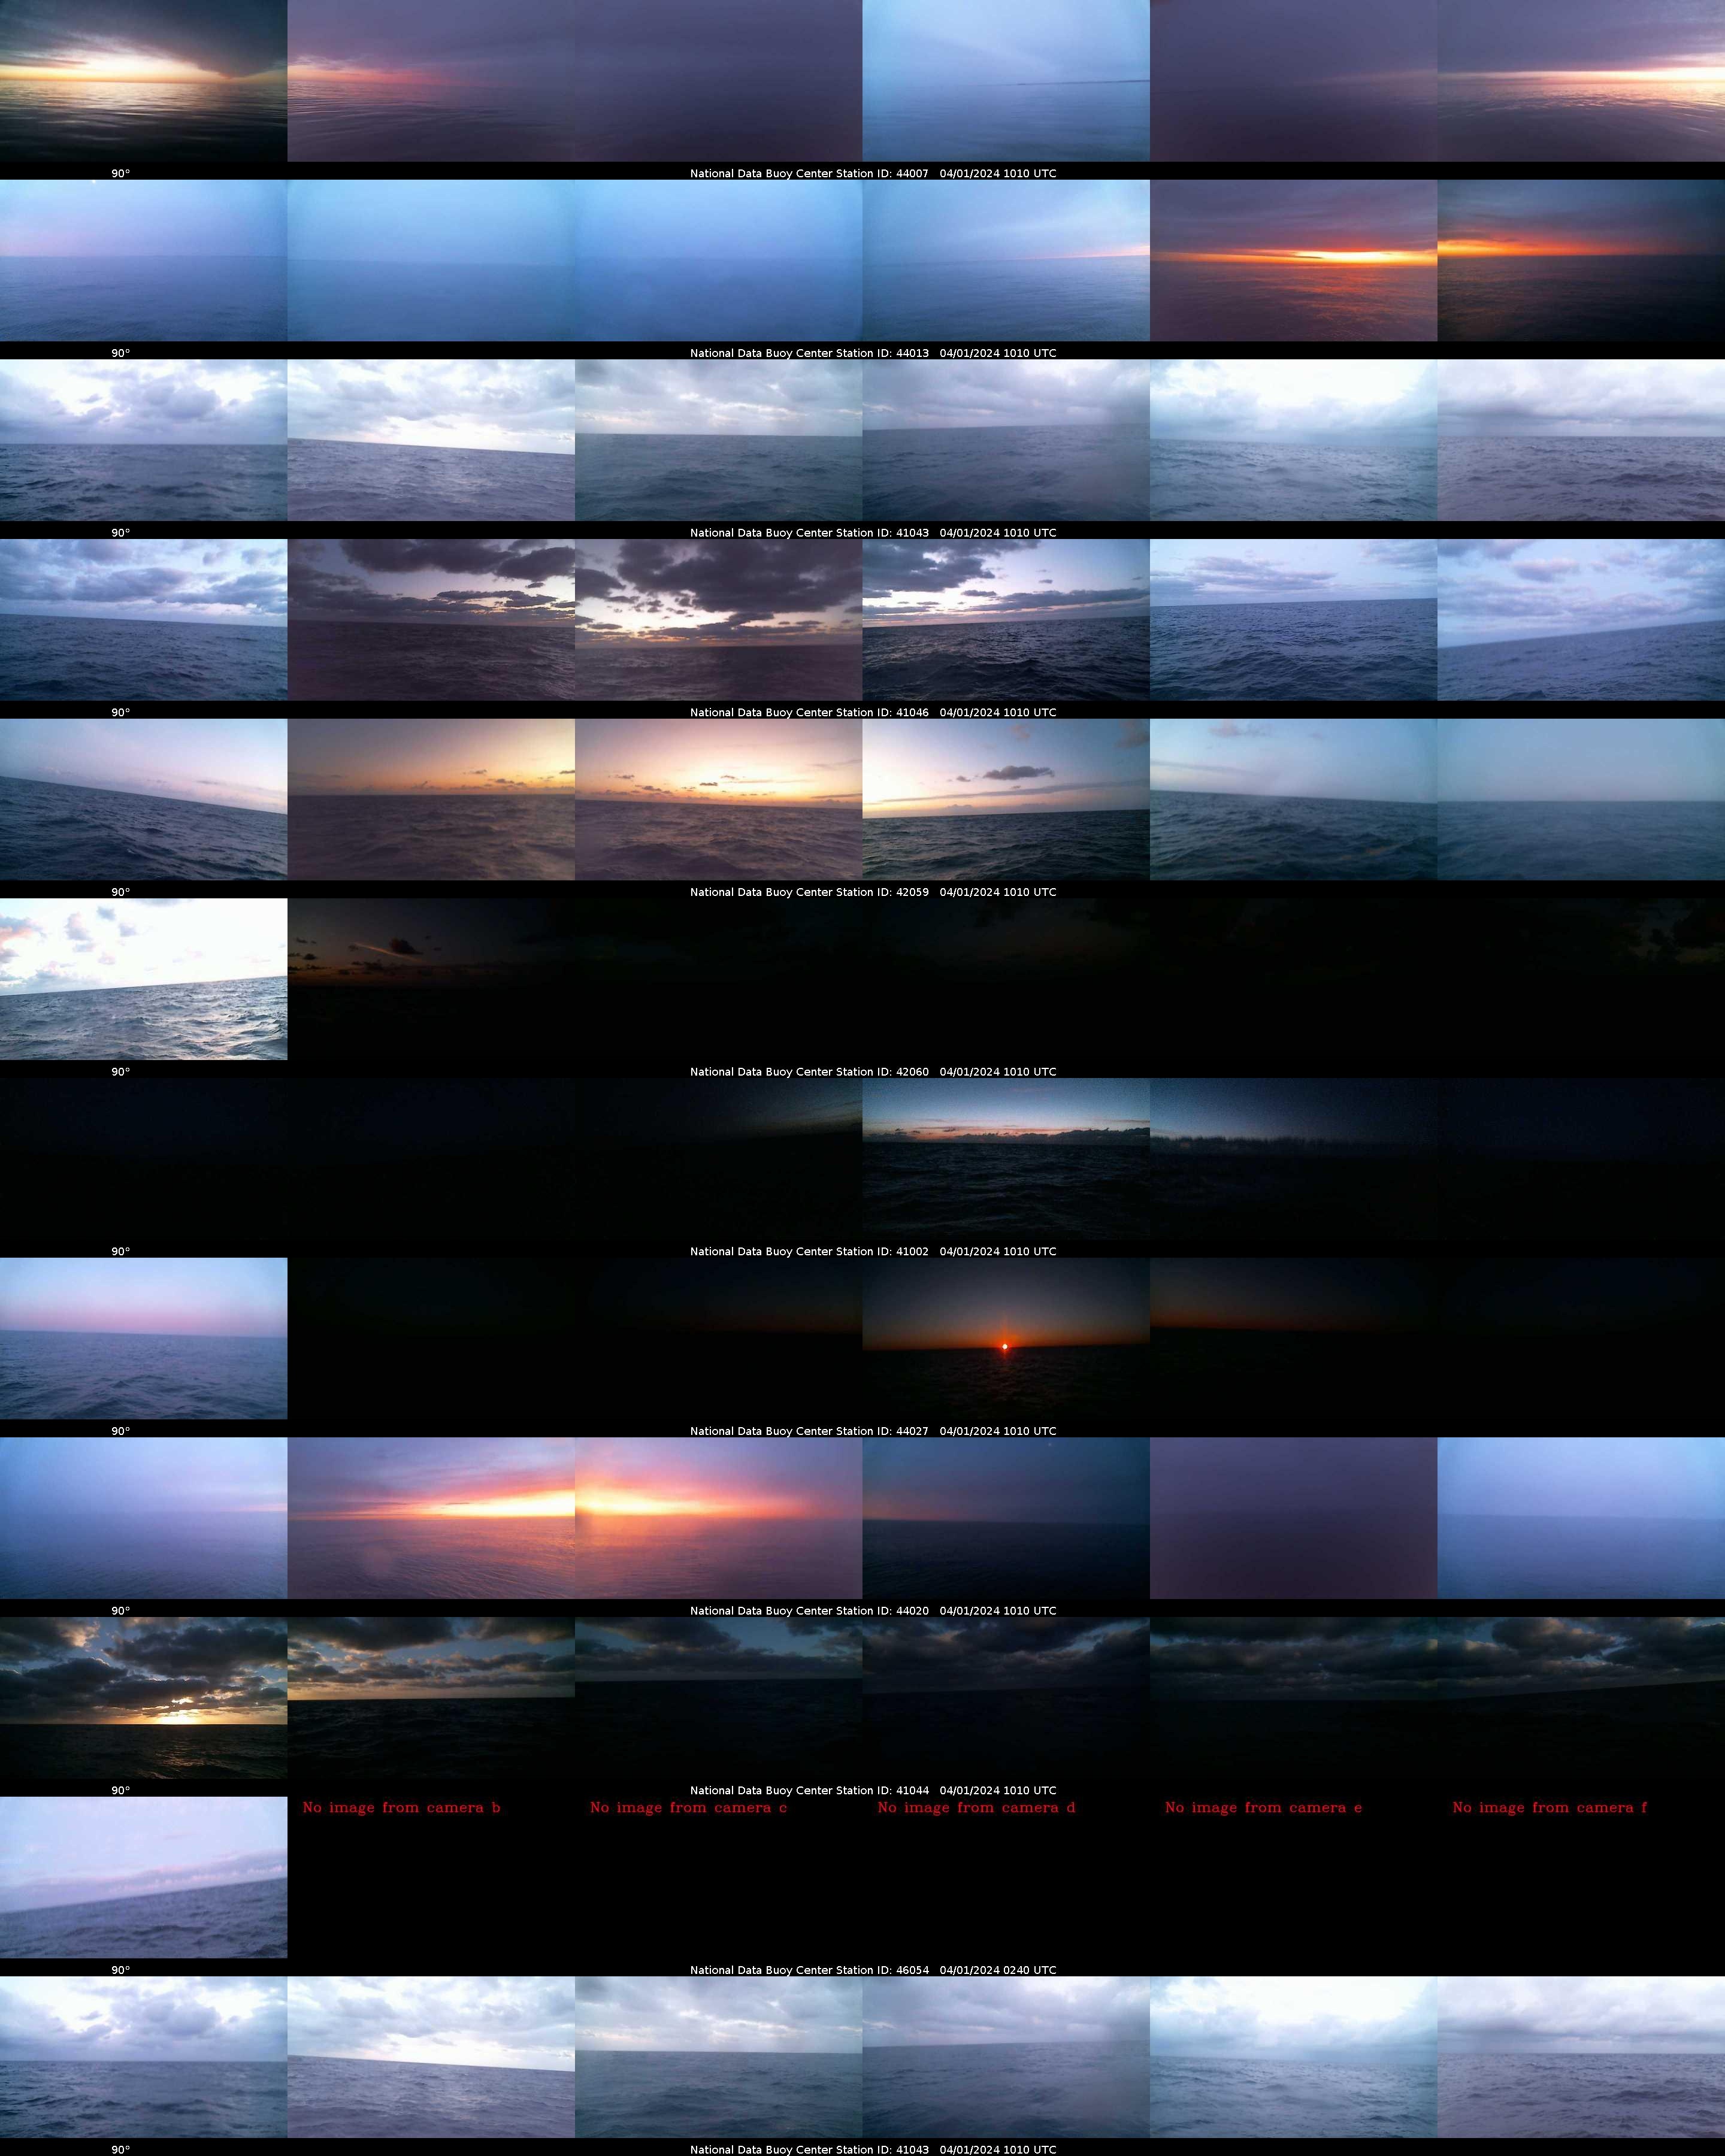 90° National Data Buoy Center Station ID: 44007 04/01/2024 1010 UTC
90° National Data Buoy Center Station ID: 44013 04/01/2024 1010 UTC
90° National Data Buoy Center Station ID: 41043 04/01/2024 1010 UTC
90° National Data Buoy Center Station ID: 41046 04/01/2024 1010 UTC
90° National Data Buoy Center Station ID: 42059 04/01/2024 1010 UTC
90° National Data Buoy Center Station ID: 42060 04/01/2024 1010 UTC
90° National Data Buoy Center Station ID: 41002 04/01/2024 1010 UTC
90° National Data Buoy Center Station ID: 44027 04/01/2024 1010 UTC
90° National Data Buoy Center Station ID: 44020 04/01/2024 1010 UTC
90° National Data Buoy Center Station ID: 41044 04/01/2024 1010 UTC
No image from camera b No image from camera c No image from camera d No image from camera e No image from camera f
90° National Data Buoy Center Station ID: 46054 04/01/2024 0240 UTC
90° National Data Buoy Center Station ID: 41043 04/01/2024 1010 UTC